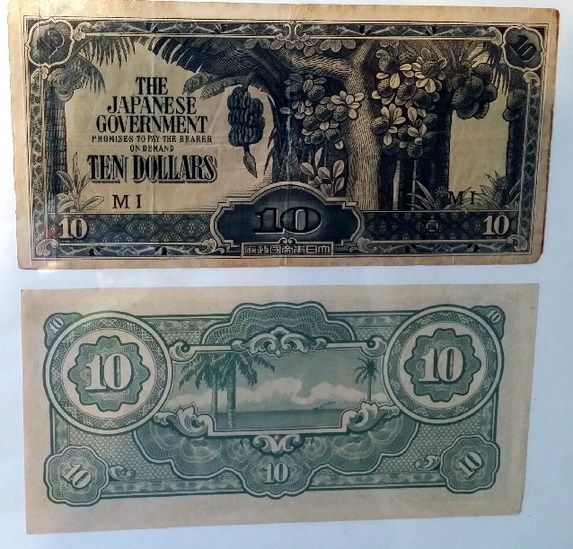 10 10
THE
JAPANESE
GOVERNMENT
PROMISES TO PAY THE BEARER
ON DEMAND
TEN DOLLARS
MI MI
10 10 10
大日本帝國政府
10 10
10 10
10 10 10